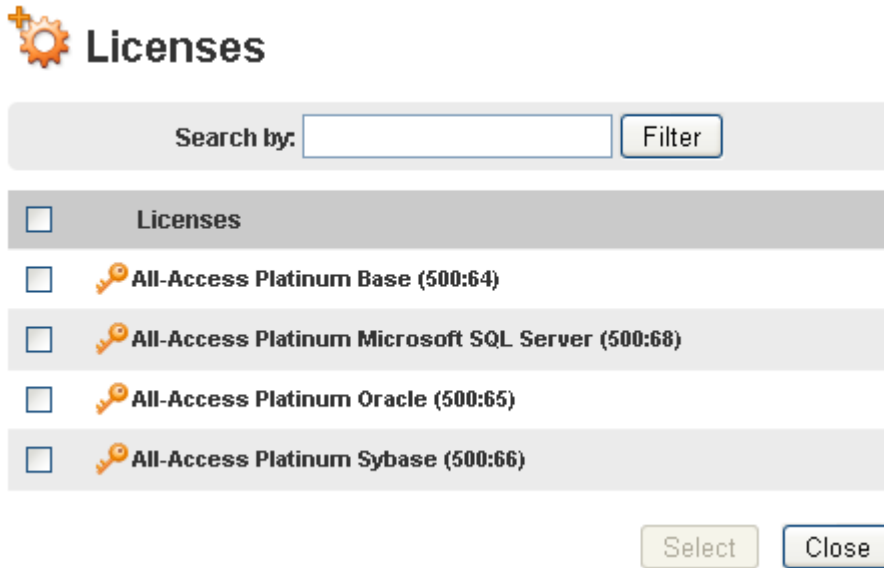 Licenses
Search by: Filter
Licenses
All-Access Platinum Base (500:64)
All-Access Platinum Microsoft SQL Server (500:68)
All-Access Platinum Oracle (500:65)
All-Access Platinum Sybase (500:66)
Select Close